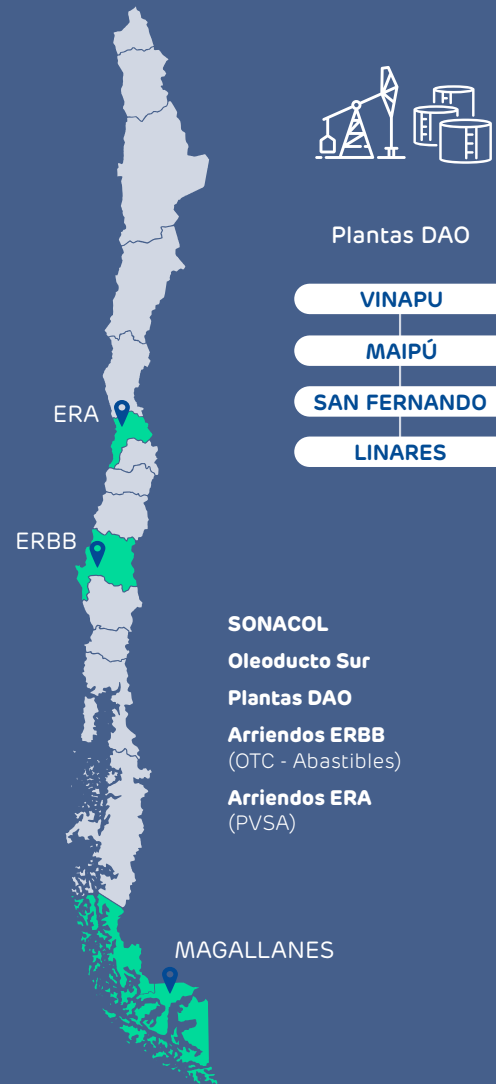 Plantas DAO
VINAPU
MAIPÚ
SAN FERNANDO
LINARES
ERA
ERBB
SONACOL
Oleoducto Sur
Plantas DAO
Arriendos ERBB
(OTC - Abastibles)
Arriendos ERA
(PVSA)
MAGALLANES